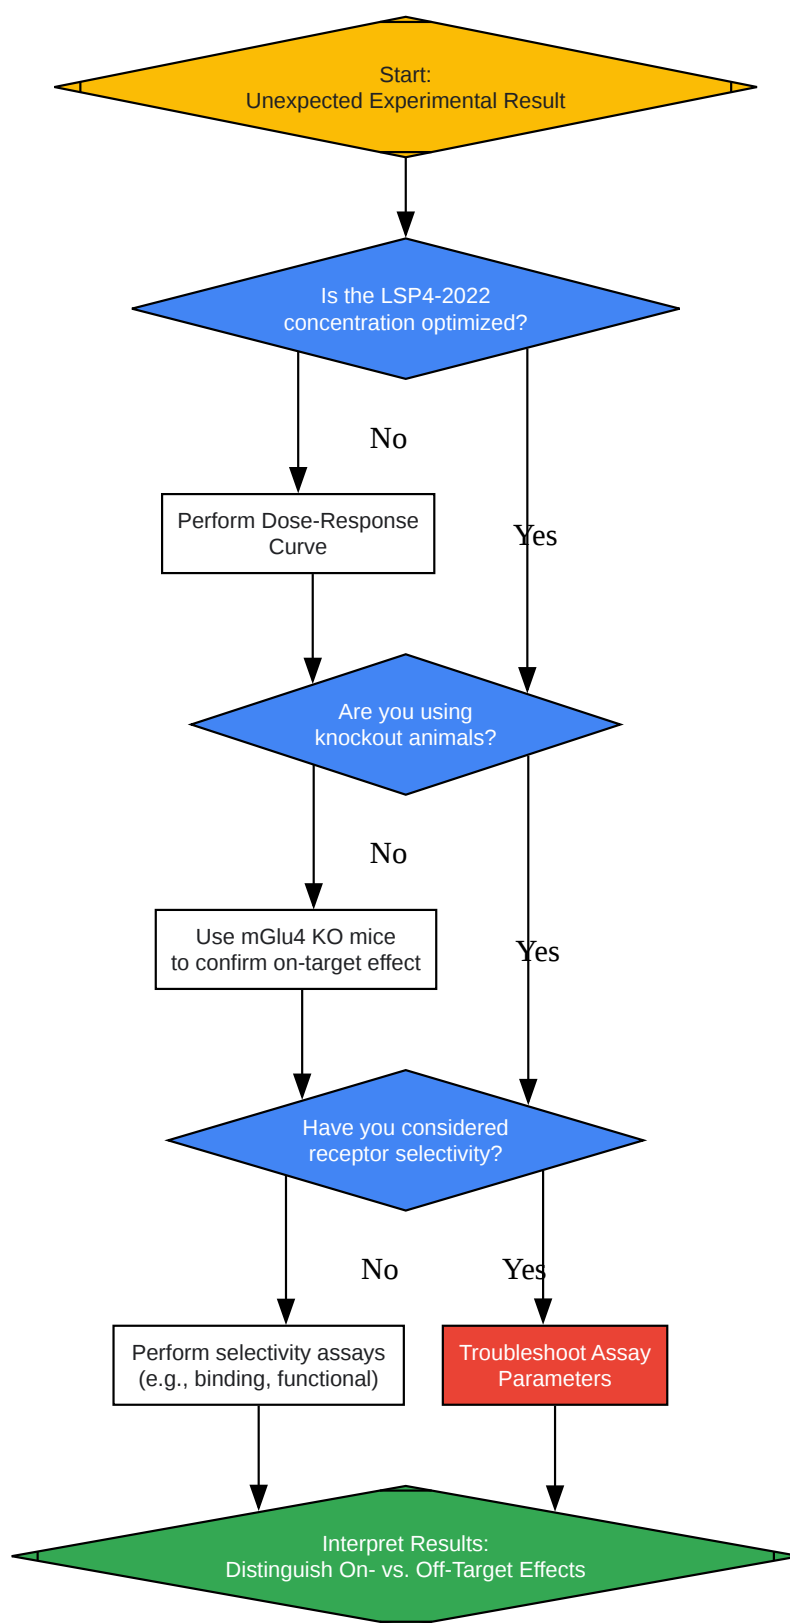 Start:
Unexpected Experimental Result
Is the LSP4-2022
concentration optimized?
No
Perform Dose-Response
Curve
Yes
Are you using
knockout animals?
No
Use mGlu4 KO mice
to confirm on-target effect
Yes
Have you considered
receptor selectivity?
No
Yes
Perform selectivity assays
(e.g., binding, functional)
Troubleshoot Assay
Parameters
Interpret Results:
Distinguish On- vs. Off-Target Effects